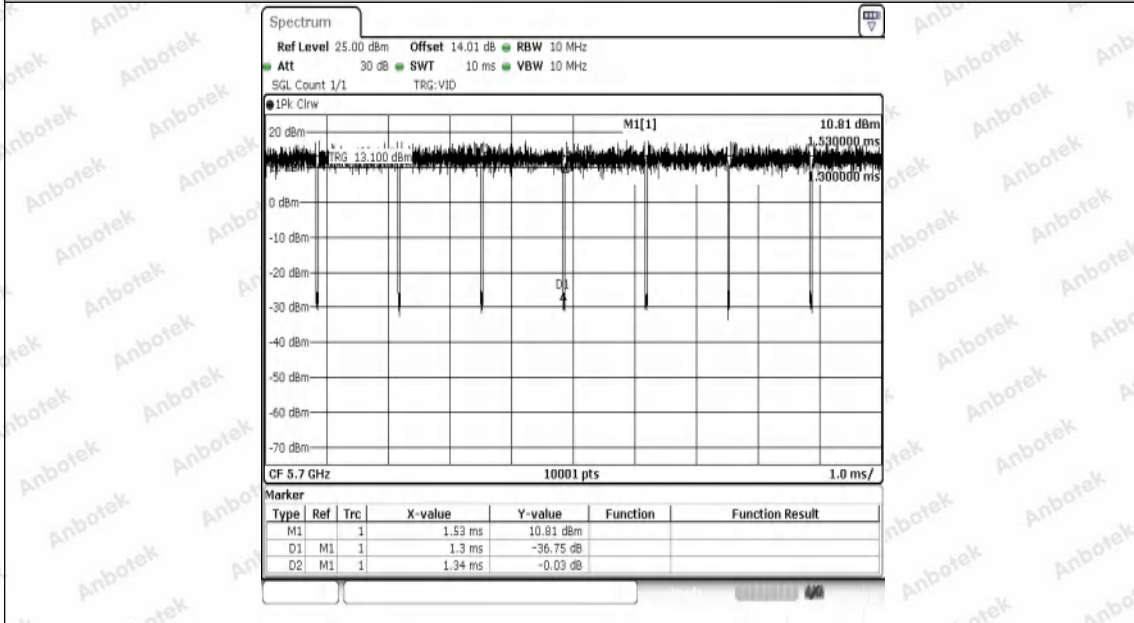 Spectrum
Ref Level 25.00 dBm Offset 14.01 dB RBW 10 MHz
Att 30 dB SWT 10 ms VBW 10 MHz
SGL Count 1/1 TRG:VID
1Pk Clrw
M1[1] 10.81 dBm
1.530000 ms
1.300000 ms
20 dBm
TRG 13.100 dBm
0 dBm
-10 dBm
-20 dBm
D1
-30 dBm
-40 dBm
-50 dBm
-60 dBm
-70 dBm
CF 5.7 GHz 10001 pts 1.0 ms/
Marker
Type Ref Trc X-value Y-value Function Function Result
M1 1 1.53 ms 10.81 dBm
D1 M1 1 1.3 ms -36.75 dB
D2 M1 1 1.34 ms -0.03 dB
Anbotek